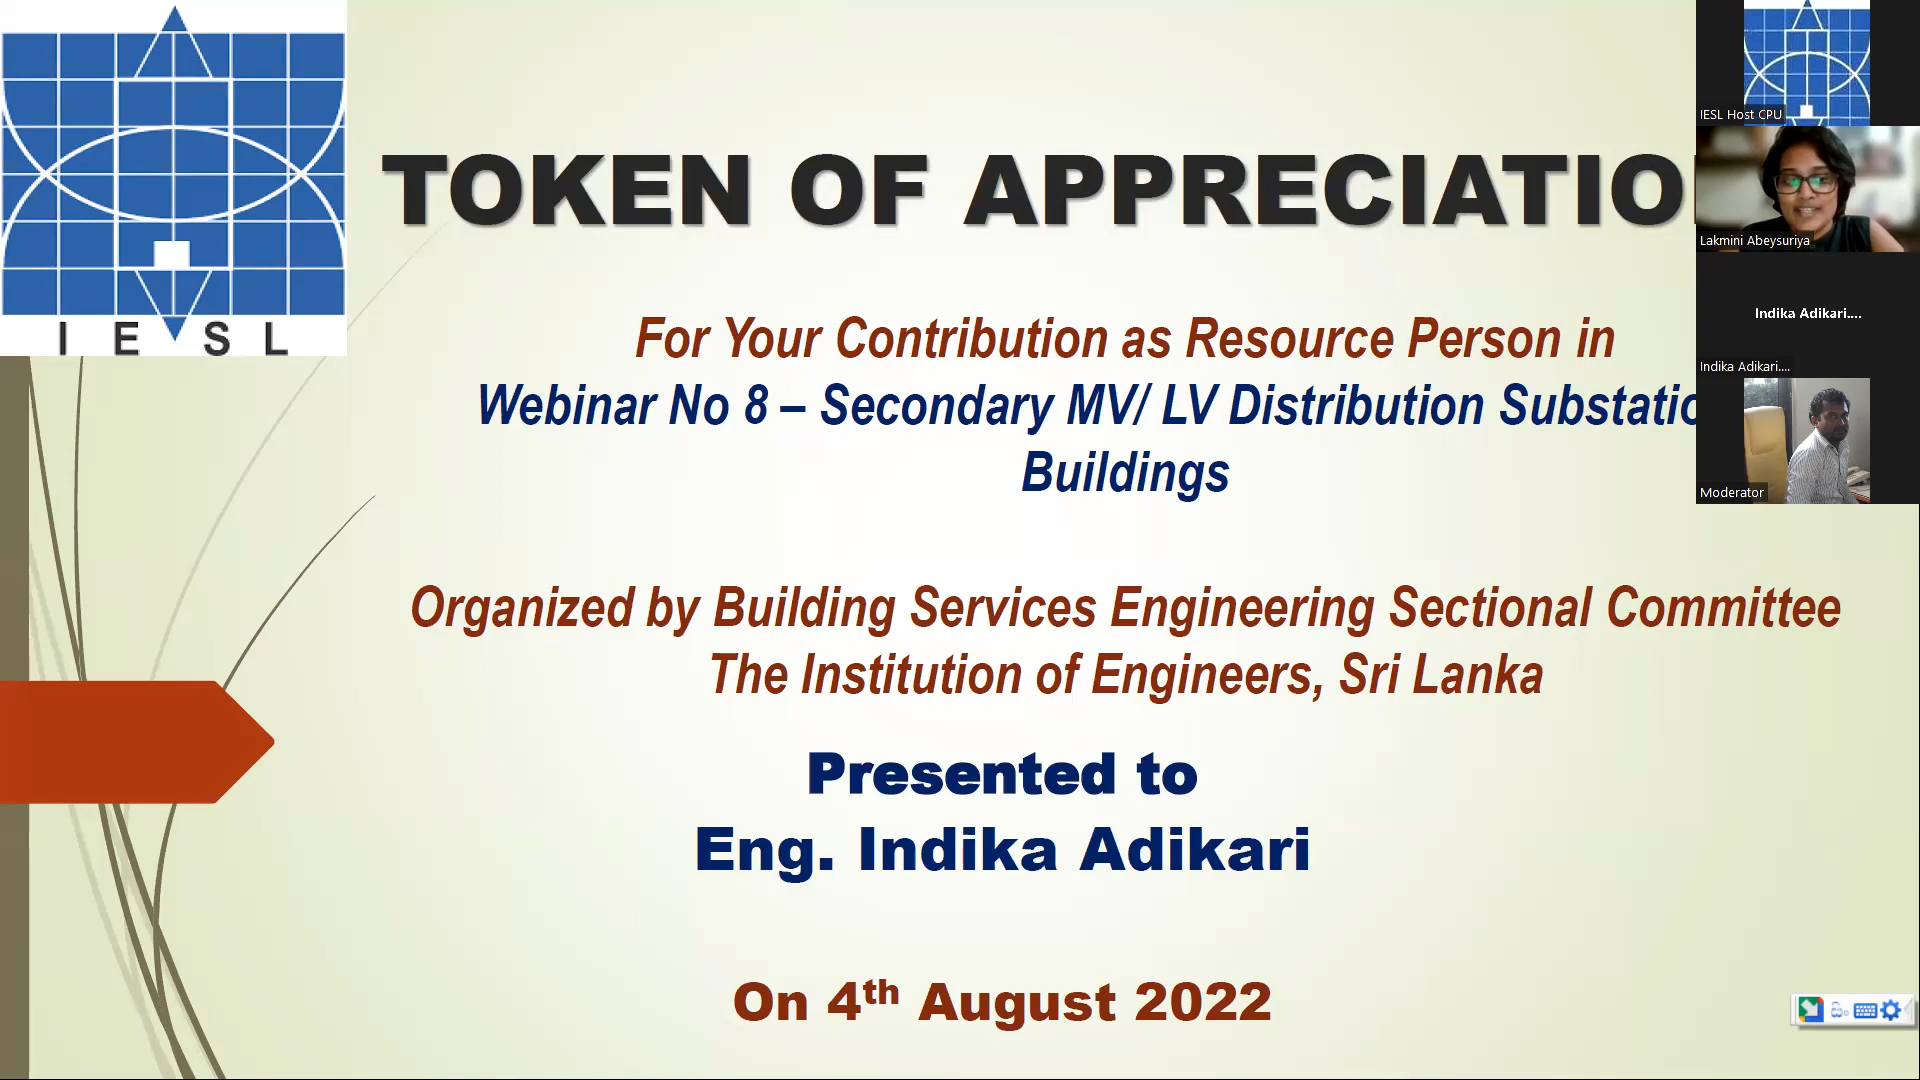 I E S L
TOKEN OF APPRECIATIO
For Your Contribution as Resource Person in
Webinar No 8 – Secondary MV/ LV Distribution Substatio
Buildings
Organized by Building Services Engineering Sectional Committee
The Institution of Engineers, Sri Lanka
Presented to
Eng. Indika Adikari
On 4th August 2022
IESL Host CPU
Lakmini Abeysuriya
Indika Adikari....
Indika Adikari....
Moderator